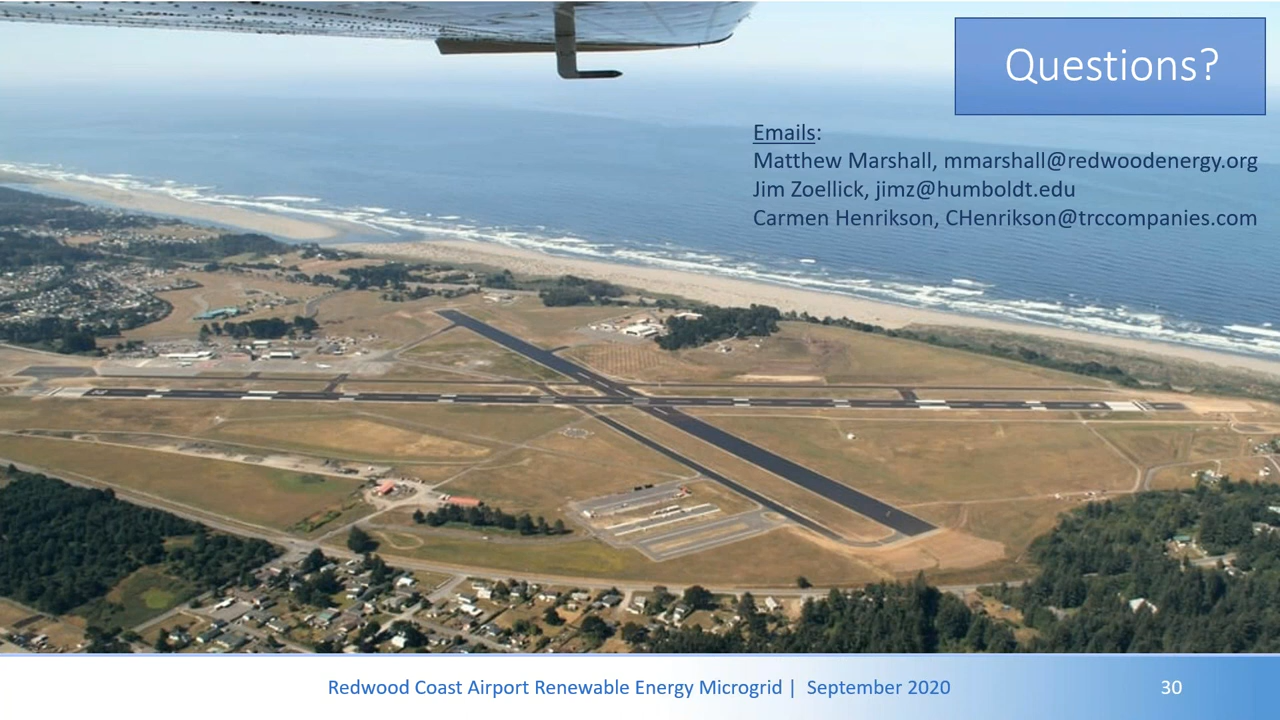 Questions?
Emails:
Matthew Marshall, mmarshall@redwoodenergy.org
Jim Zoellick, jimz@humboldt.edu
Carmen Henrikson, CHenrikson@trccompanies.com
Redwood Coast Airport Renewable Energy Microgrid | September 2020
30